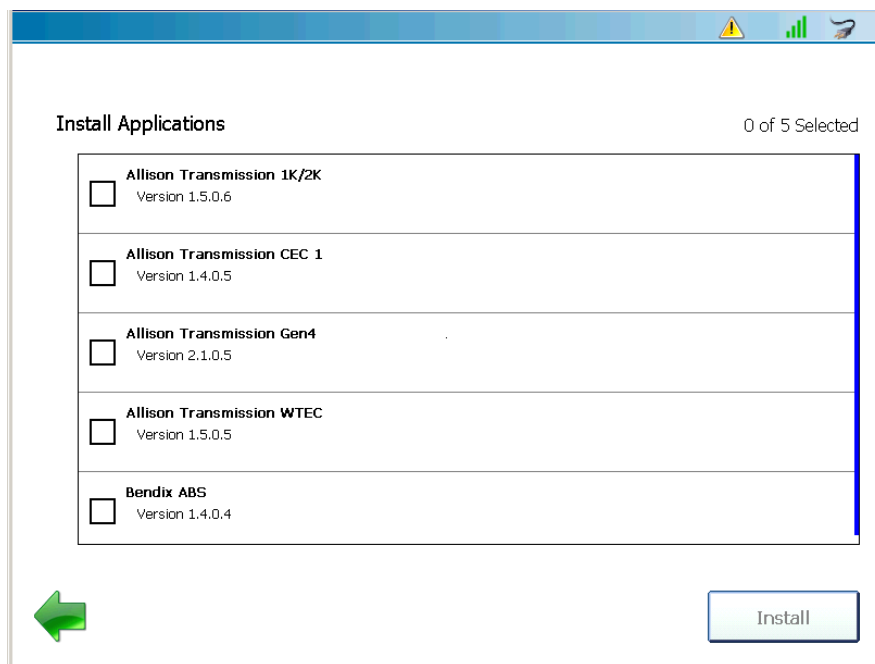 Install Applications
0 of 5 Selected
Allison Transmission 1K/2K
Version 1.5.0.6
Allison Transmission CEC 1
Version 1.4.0.5
Allison Transmission Gen4
Version 2.1.0.5
Allison Transmission WTEC
Version 1.5.0.5
Bendix ABS
Version 1.4.0.4
Install